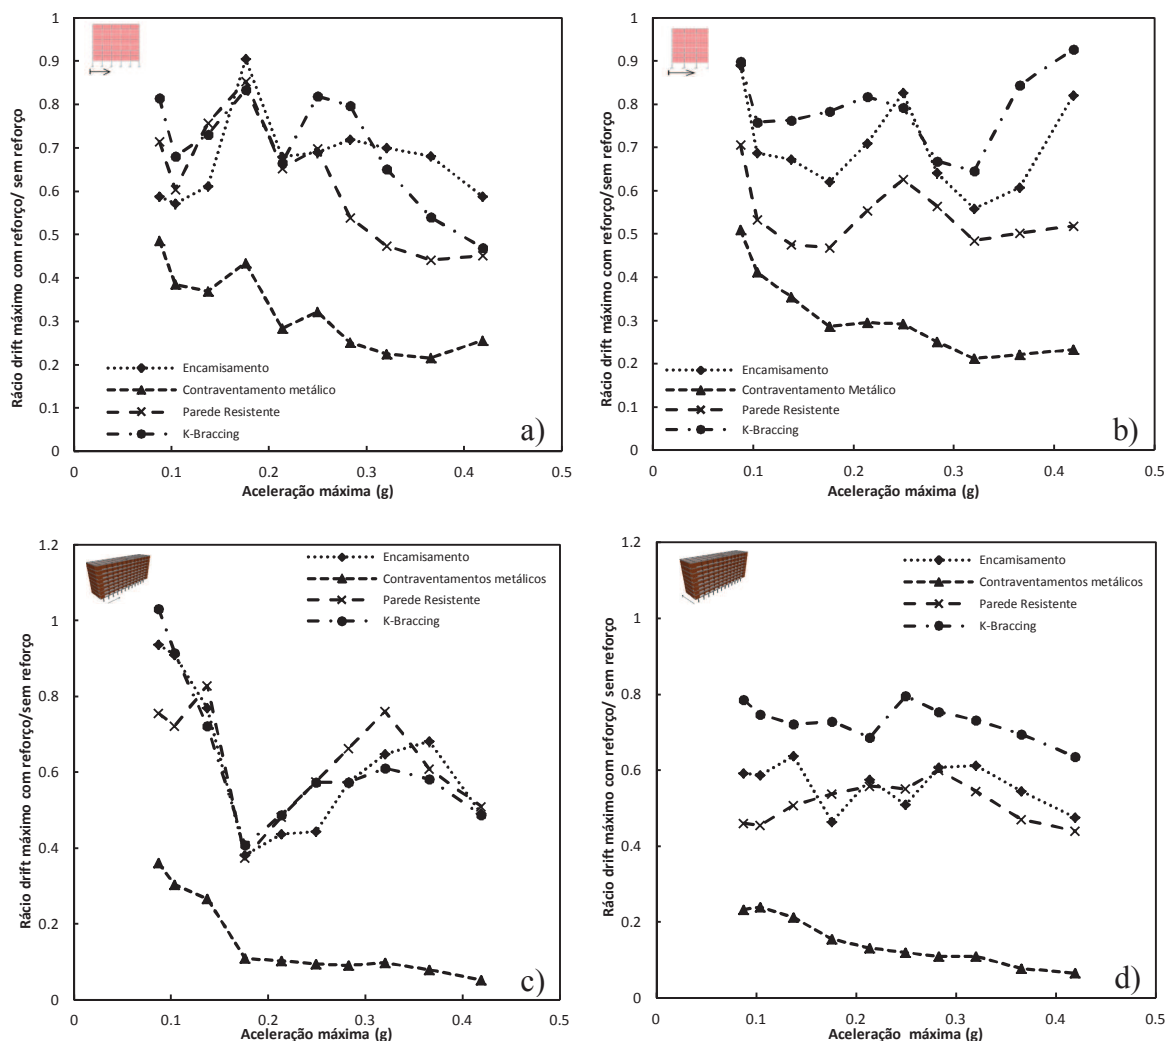 Rácio drift máximo com reforço/ sem reforço
1
0.9
0.8
0.7
0.6
0.5
0.4
0.3
0.2
0.1
0
Encamisamento
Contraventamento metálico
Parede Resistente
K-Braccing
a)
0
0.1
0.2
0.3
0.4
0.5
Aceleração máxima (g)
Rácio drift máximo com reforço/ sem reforço
1
0.9
0.8
0.7
0.6
0.5
0.4
0.3
0.2
0.1
0
Encamisamento
Contraventamento Metálico
Parede Resistente
K-Braccing
b)
0
0.1
0.2
0.3
0.4
0.5
Aceleração máxima (g)
Rácio drift máximo com reforço/sem reforço
1.2
1
0.8
0.6
0.4
0.2
0
Encamisamento
Contraventamentos metálicos
Parede Resistente
K-Braccing
c)
0
0.1
0.2
0.3
0.4
0.5
Aceleração máxima (g)
Rácio drift máximo com reforço/ sem reforço
1.2
1
0.8
0.6
0.4
0.2
0
Encamisamento
Contraventamentos metálicos
Parede Resistente
K-Braccing
d)
0
0.1
0.2
0.3
0.4
0.5
Aceleração máxima (g)